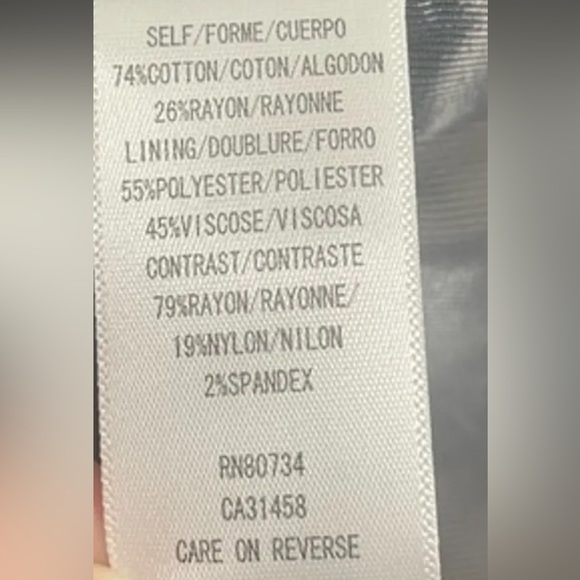 SELF/FORME/CUERPO
74%COTTON/COTON/ALGODON
26%RAYON/RAYONNE
LINING/DOUBLURE/FORRO
55%POLYESTER/POLIESTER
45%VISCOSE/VISCOSA
CONTRAST/CONTRASTE
79%RAYON/RAYONNE/
19%NYLON/NILON
2%SPANDEX
RN80734
CA31458
CARE ON REVERSE